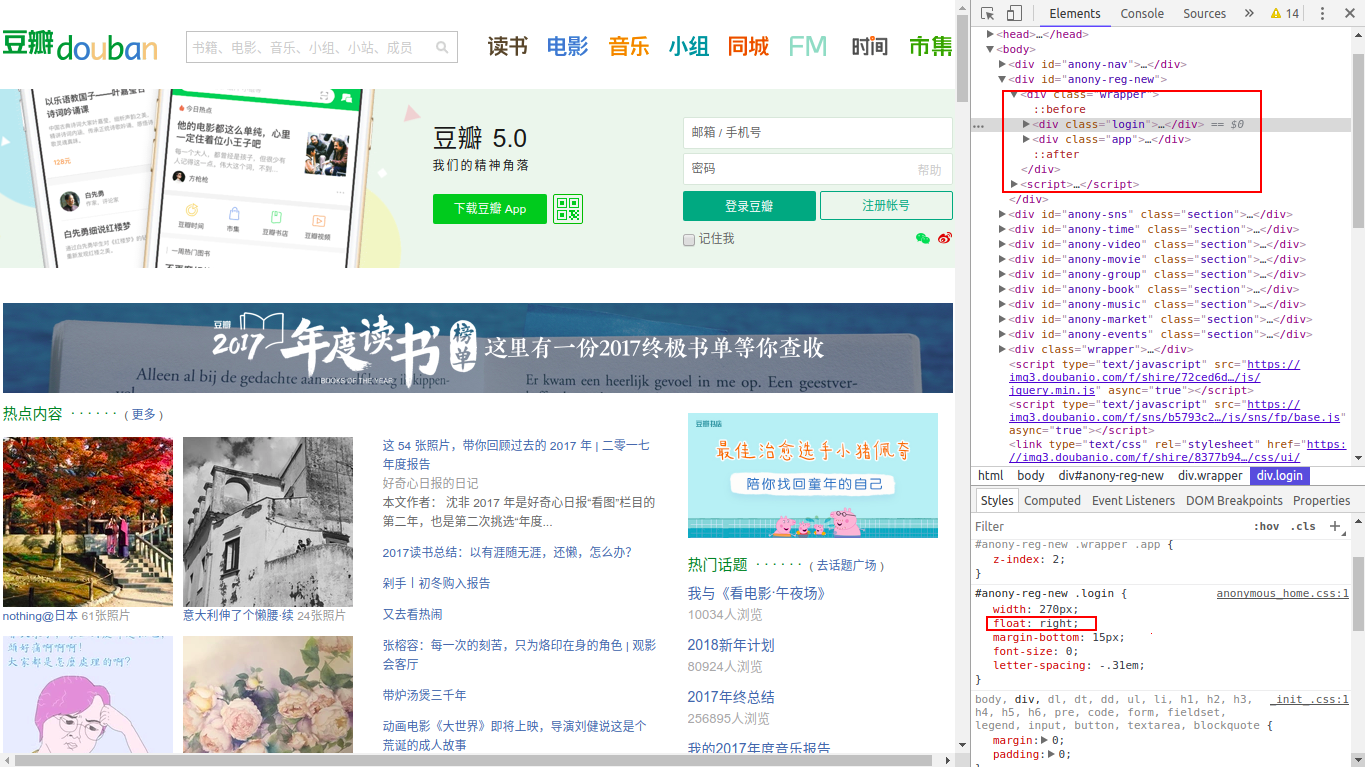 豆瓣douban
书籍、电影、音乐、小组、小站、成员
读书 电影 音乐 小组 同城 FM 时间 市集
今日热点
他的电影都这么单纯，心里
一定住着位小王子吧
128元
白先勇
白先勇细说红楼梦
方枪枪
豆瓣时间 市集 豆瓣书店 豆瓣视频
一周热门图书
豆瓣 5.0
我们的精神角落
下载豆瓣 App
邮箱 / 手机号
密码 帮助
登录豆瓣 注册帐号
记住我
豆瓣 2017 年度读书 榜单 这里有一份2017终极书单等你查收
BOOKS OF THE YEAR
Alleen al bij de gedachte aan
Er kwam een heerlijk gevoel in me op. Een geestver-
热点内容 · · · · · · ( 更多 )
nothing@日本 61张照片
意大利伸了个懒腰·续 24张照片
大家都是怎麼處理的啊?
这 54 张照片，带你回顾过去的 2017 年 | 二零一七
年度报告
好奇心日报的日记
本文作者： 沈非 2017 年是好奇心日报“看图”栏目的
第二年，也是第二次挑选“年度...
2017读书总结：以有涯随无涯，还懒，怎么办?
剁手丨初冬购入报告
又去看热闹
张榕容：每一次的刻苦，只为烙印在身的角色 | 观影
会客厅
带炉汤煲三千年
动画电影《大世界》即将上映，导演刘健说这是个
荒诞的成人故事
豆瓣书店
最佳治愈选手小猪佩奇
陪你找回童年的自己
热门话题 · · · · · · ( 去话题广场 )
我与《看电影·午夜场》
10034人浏览
2018新年计划
80924人浏览
2017年终总结
256895人浏览
我的2017年度音乐报告
Elements Console Sources » 14
<head>…</head>
<body>
<div id="anony-nav">…</div>
<div id="anony-reg-new">
<div class="wrapper">
::before
<div class="login">…</div> == $0
<div class="app">…</div>
::after
</div>
<script>…</script>
</div>
<div id="anony-sns" class="section">…</div>
<div id="anony-time" class="section">…</div>
<div id="anony-video" class="section">…</div>
<div id="anony-movie" class="section">…</div>
<div id="anony-group" class="section">…</div>
<div id="anony-book" class="section">…</div>
<div id="anony-music" class="section">…</div>
<div id="anony-market" class="section">…</div>
<div id="anony-events" class="section">…</div>
<div class="wrapper">…</div>
<script type="text/javascript" src="https://
img3.doubanio.com/f/shire/72ced6d…/js/
jquery.min.js" async="true"></script>
<script type="text/javascript" src="https://
img3.doubanio.com/f/sns/b5793c2…/js/sns/fp/base.js"
async="true"></script>
<link type="text/css" rel="stylesheet" href="https:
//img3.doubanio.com/f/shire/8377b94…/css/ui/
html body div#anony-reg-new div.wrapper div.login
Styles Computed Event Listeners DOM Breakpoints Properties
Filter :hov .cls +
#anony-reg-new .wrapper .app {
z-index: 2;
}
#anony-reg-new .login { anonymous_home.css:1
width: 270px;
float: right;
margin-bottom: 15px;
font-size: 0;
letter-spacing: -.31em;
}
body, div, dl, dt, dd, ul, li, h1, h2, h3, _init_.css:1
h4, h5, h6, pre, code, form, fieldset,
legend, input, button, textarea, blockquote {
margin: 0;
padding: 0;